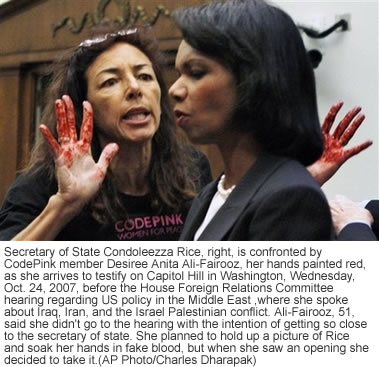 CODEPINK
WOMEN FOR PEACE
Secretary of State Condoleezza Rice, right, is confronted by
CodePink member Desiree Anita Ali-Fairooz, her hands painted red,
as she arrives to testify on Capitol Hill in Washington, Wednesday,
Oct. 24, 2007, before the House Foreign Relations Committee
hearing regarding US policy in the Middle East ,where she spoke
about Iraq, Iran, and the Israel Palestinian conflict. Ali-Fairooz, 51,
said she didn't go to the hearing with the intention of getting so close
to the secretary of state. She planned to hold up a picture of Rice
and soak her hands in fake blood, but when she saw an opening she
decided to take it.(AP Photo/Charles Dharapak)